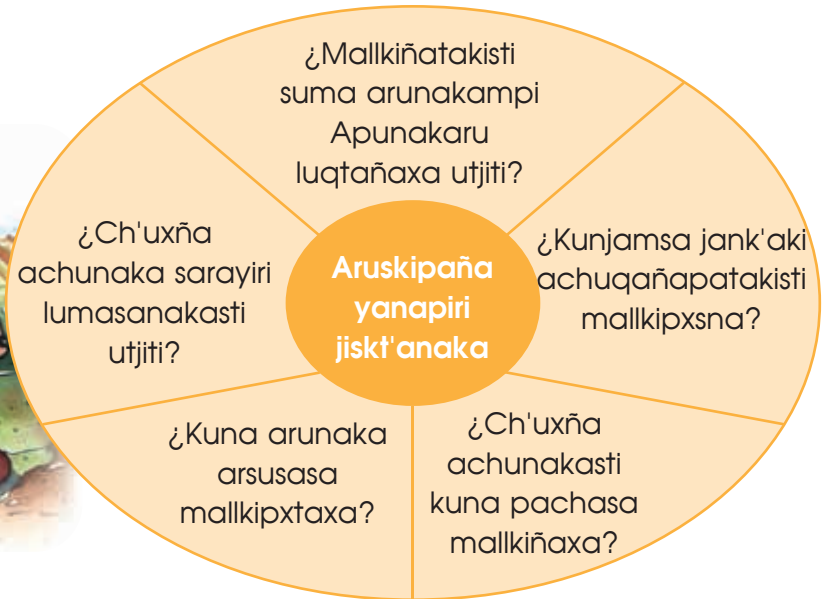 ¿Mallkiñatakisti
suma arunakampi
Apunakaru
luqtañaxa utjiti?
¿Ch'uxña
achunaka sarayiri
lumasanakasti
utjiti?
Aruskipaña
yanapiri
jiskt'anaka
¿Kunjamsa jank'aki
achuqañapatakisti
mallkipxsna?
¿Kuna arunaka
arsusasa
mallkipxtaxa?
¿Ch'uxña
achunakasti
kuna pachasa
mallkiñaxa?